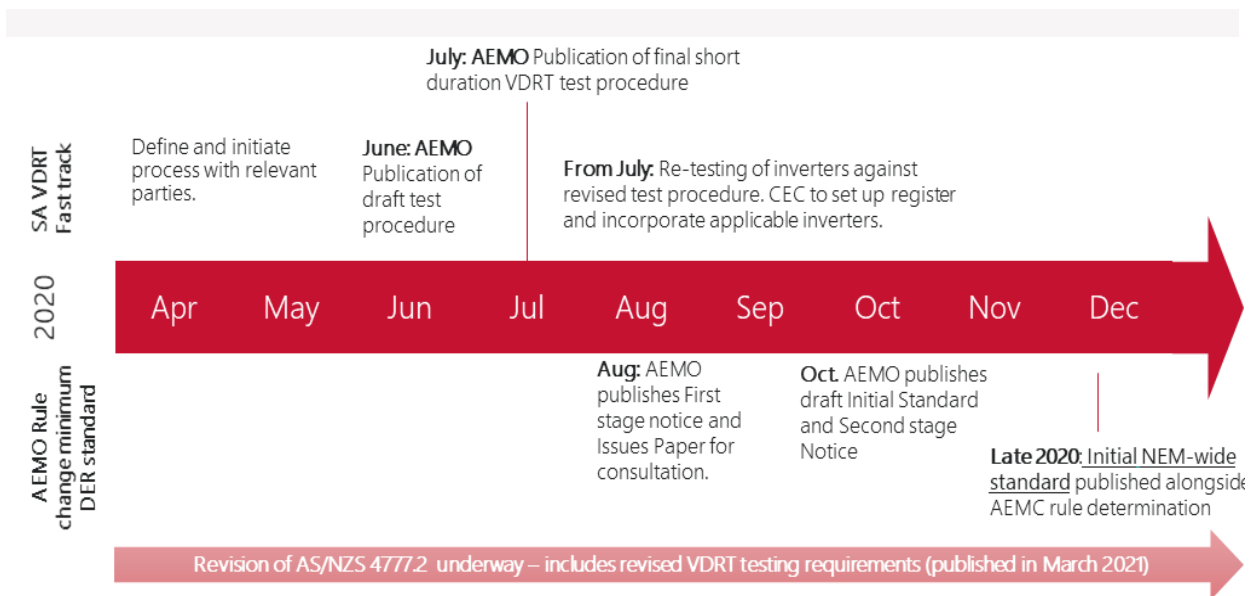 July: AEMO Publication of final short
duration VDRT test procedure
SA VDRT
Fast track
Define and initiate
process with relevant
parties.
June: AEMO
Publication of
draft test
procedure
From July: Re-testing of inverters against
revised test procedure. CEC to set up register
and incorporate applicable inverters.
2020
Apr May Jun Jul Aug Sep Oct Nov Dec
AEMO Rule
change minimum
DER standard
Aug: AEMO
publishes First
stage notice and
Issues Paper for
consultation.
Oct. AEMO publishes
draft Initial Standard
and Second stage
Notice
Late 2020: Initial NEM-wide
standard published alongside
AEMC rule determination
Revision of AS/NZS 4777.2 underway – includes revised VDRT testing requirements (published in March 2021)